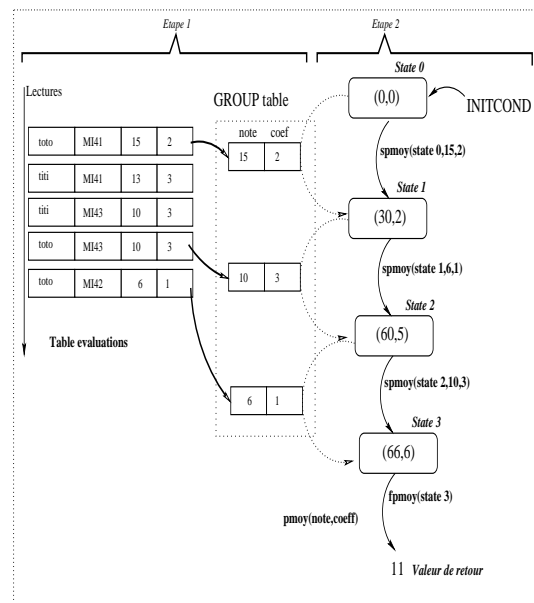 Etape 1
Etape 2
Lectures
GROUP table
State 0
(0,0)
INITCOND
note coef
toto MI41 15 2
15 2
spmoy(state 0,15,2)
titi MI41 13 3
titi MI43 10 3
State 1
(30,2)
toto MI43 10 3
10 3
spmoy(state 1,6,1)
toto MI42 6 1
Table evaluations
State 2
(60,5)
6 1
spmoy(state 2,10,3)
State 3
(66,6)
fpmoy(state 3)
pmoy(note,coeff)
11 Valeur de retour